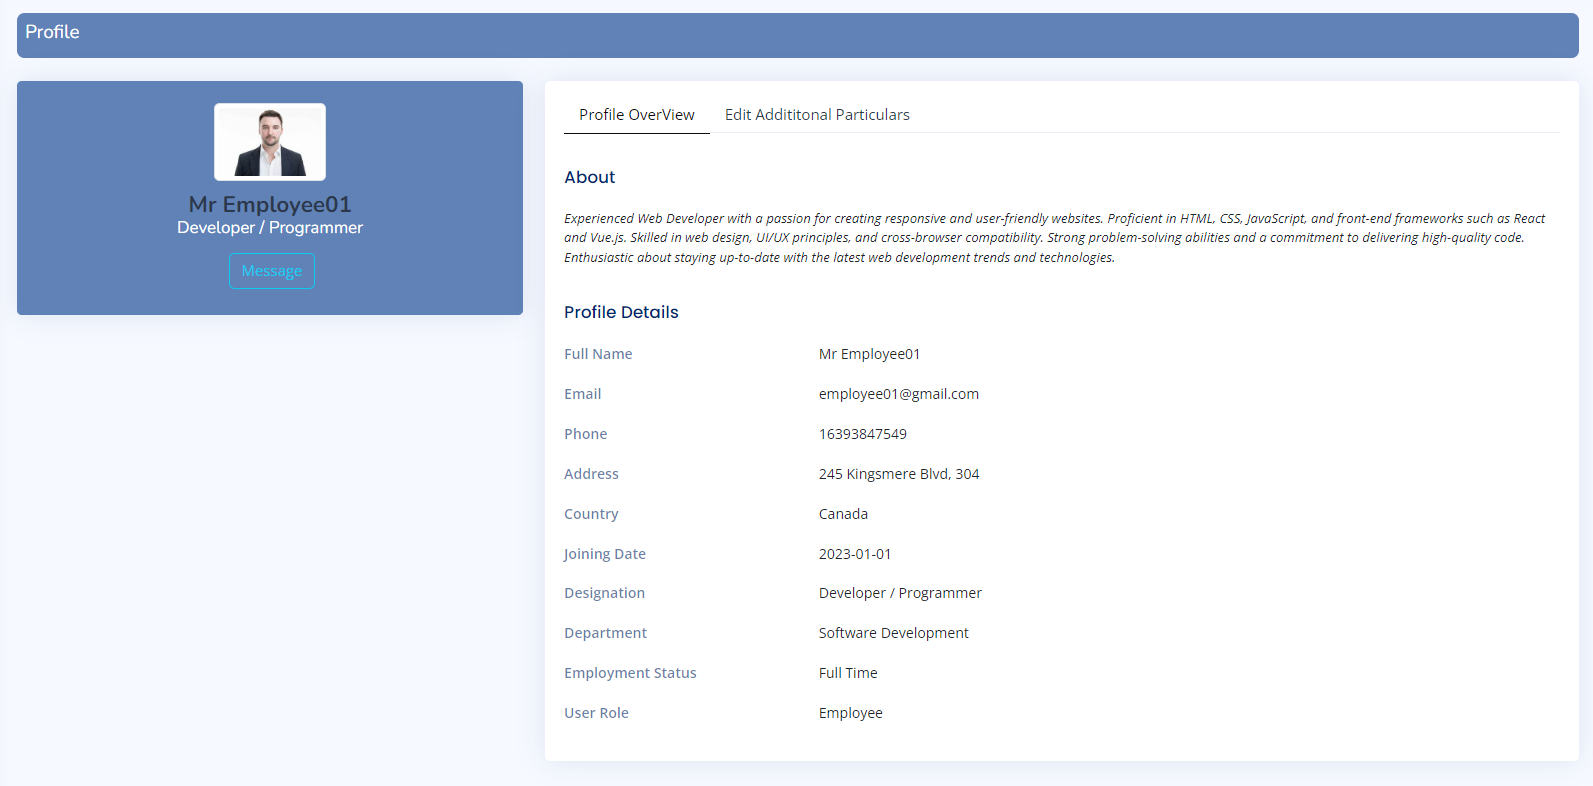 Profile
Mr Employee01
Developer / Programmer
Message
Profile OverView
Edit Addititonal Particulars
About
Experienced Web Developer with a passion for creating responsive and user-friendly websites. Proficient in HTML, CSS, JavaScript, and front-end frameworks such as React
and Vue.js. Skilled in web design, UI/UX principles, and cross-browser compatibility. Strong problem-solving abilities and a commitment to delivering high-quality code.
Enthusiastic about staying up-to-date with the latest web development trends and technologies.
Profile Details
Full Name Mr Employee01
Email employee01@gmail.com
Phone 16393847549
Address 245 Kingsmere Blvd, 304
Country Canada
Joining Date 2023-01-01
Designation Developer / Programmer
Department Software Development
Employment Status Full Time
User Role Employee